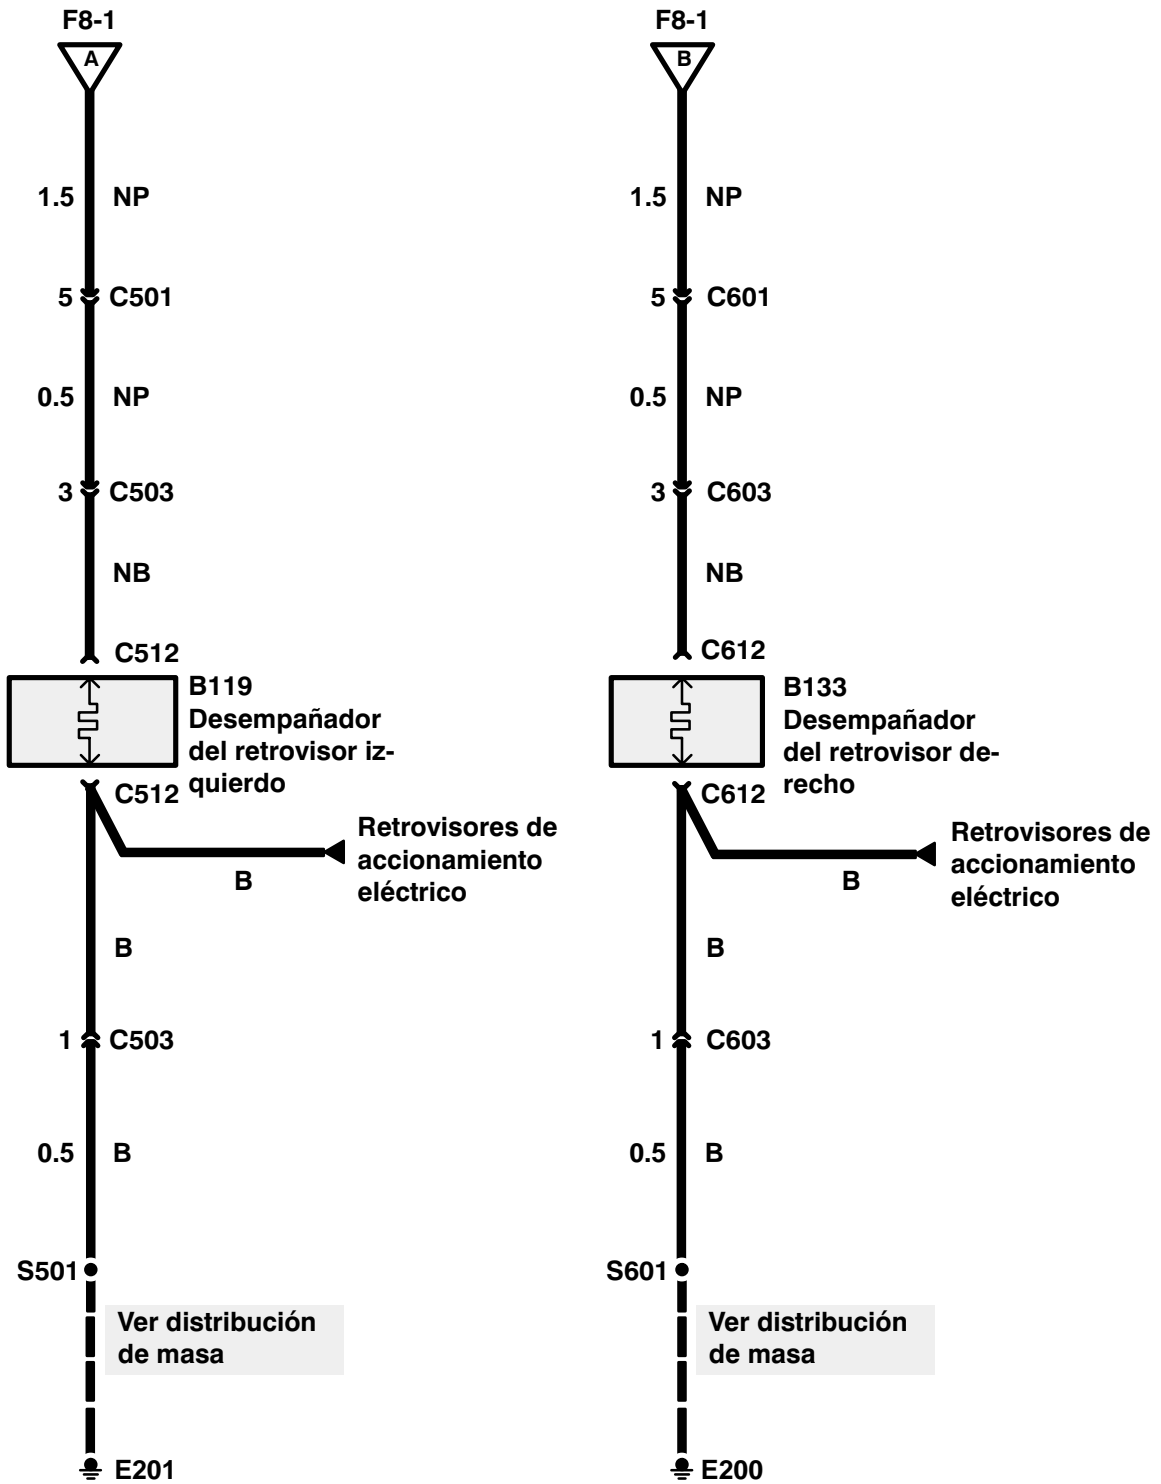 F8-1
A
1.5 NP
5 C501
0.5 NP
3 C503
NB
C512
B119
Desempañador
del retrovisor iz-
quierdo
C512
Retrovisores de
accionamiento
eléctrico
B
B
1 C503
0.5 B
S501
Ver distribución
de masa
E201
F8-1
B
1.5 NP
5 C601
0.5 NP
3 C603
NB
C612
B133
Desempañador
del retrovisor de-
recho
C612
Retrovisores de
accionamiento
eléctrico
B
B
1 C603
0.5 B
S601
Ver distribución
de masa
E200